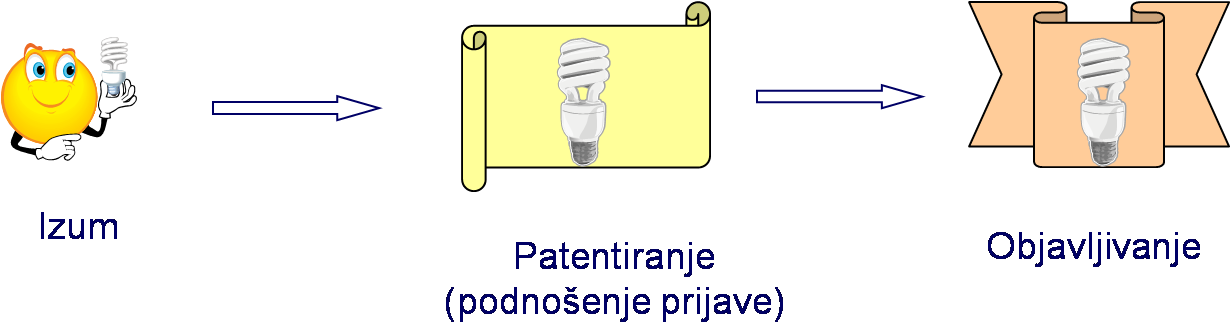 Izum
Patentiranje
(podnošenje prijave)
Objavljivanje